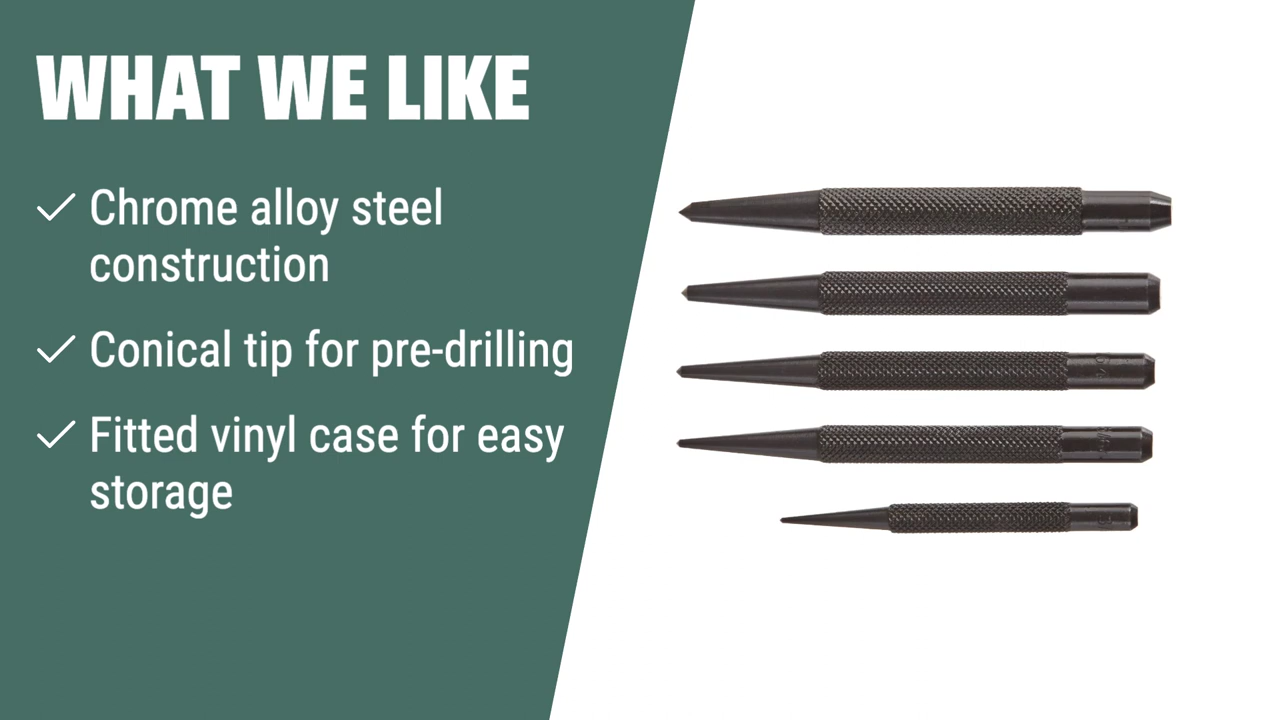 WHAT WE LIKE
Chrome alloy steel
construction
Conical tip for pre-drilling
Fitted vinyl case for easy
storage